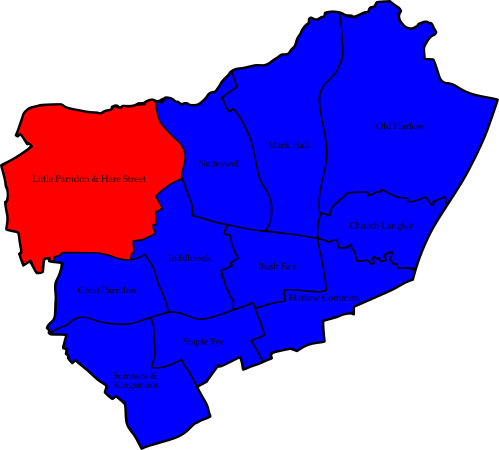 Old Harlow
Mark Hall
Netteswell
Little Parndon & Hare Street
Church Langley
Toddbrook
Bush Fair
Great Parndon
Harlow Common
Staple Tye
Sumners &
Kingsmoor